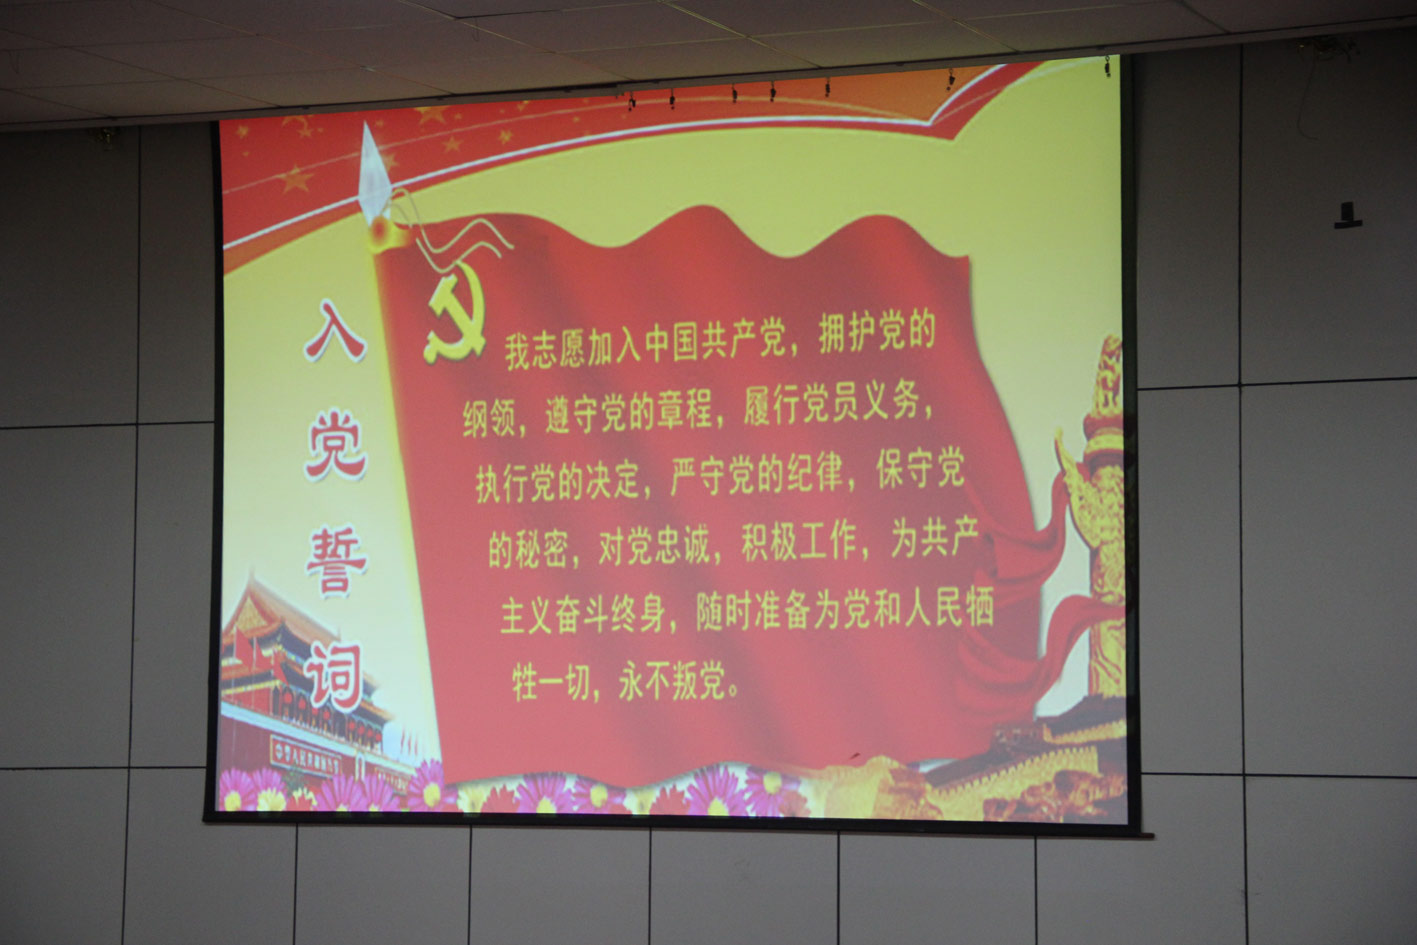 入党誓词
我志愿加入中国共产党，拥护党的
纲领，遵守党的章程，履行党员义务，
执行党的决定，严守党的纪律，保守党
的秘密，对党忠诚，积极工作，为共产
主义奋斗终身，随时准备为党和人民牺
牲一切，永不叛党。